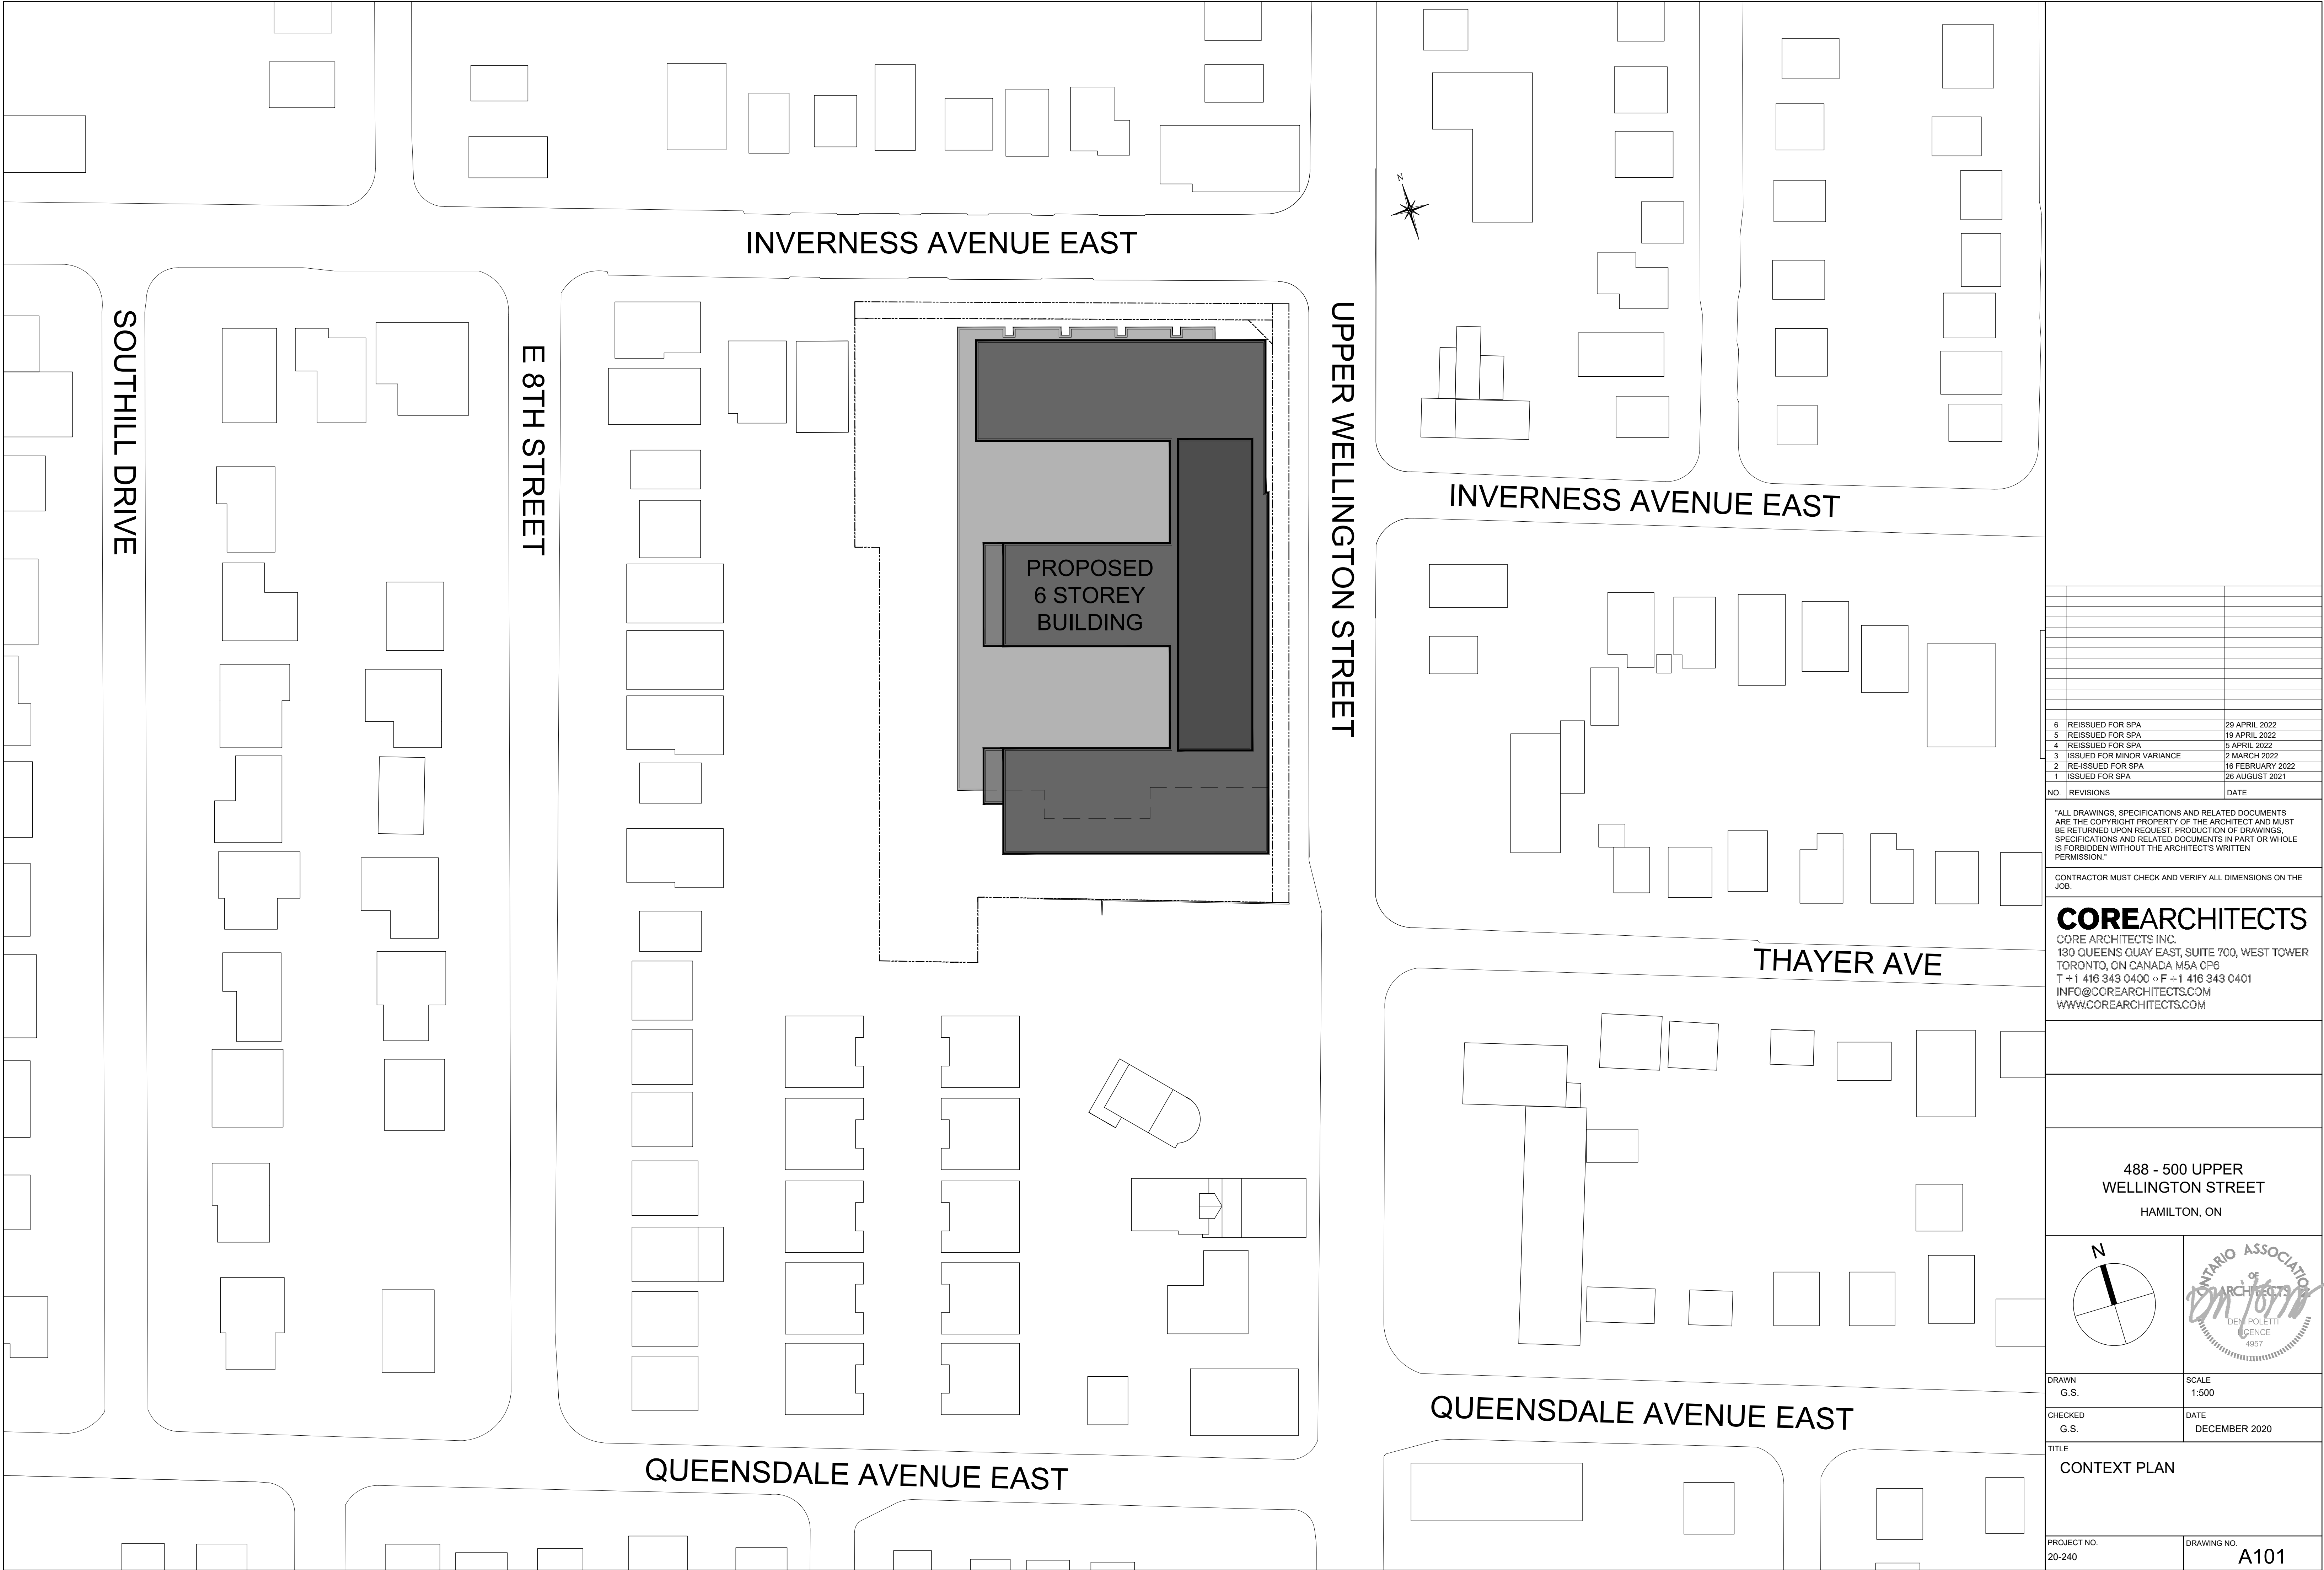 INVERNESS AVENUE EAST
N
SOUTHILL DRIVE
E 8TH STREET
UPPER WELLINGTON STREET
INVERNESS AVENUE EAST
PROPOSED
6 STOREY
BUILDING
THAYER AVE
QUEENSDALE AVENUE EAST
QUEENSDALE AVENUE EAST
6 REISSUED FOR SPA 29 APRIL 2022
5 REISSUED FOR SPA 19 APRIL 2022
4 REISSUED FOR SPA 5 APRIL 2022
3 ISSUED FOR MINOR VARIANCE 2 MARCH 2022
2 RE-ISSUED FOR SPA 16 FEBRUARY 2022
1 ISSUED FOR SPA 26 AUGUST 2021
NO. REVISIONS DATE
"ALL DRAWINGS, SPECIFICATIONS AND RELATED DOCUMENTS
ARE THE COPYRIGHT PROPERTY OF THE ARCHITECT AND MUST
BE RETURNED UPON REQUEST. PRODUCTION OF DRAWINGS,
SPECIFICATIONS AND RELATED DOCUMENTS IN PART OR WHOLE
IS FORBIDDEN WITHOUT THE ARCHITECT'S WRITTEN
PERMISSION."
CONTRACTOR MUST CHECK AND VERIFY ALL DIMENSIONS ON THE
JOB.
COREARCHITECTS
CORE ARCHITECTS INC.
130 QUEENS QUAY EAST, SUITE 700, WEST TOWER
TORONTO, ON CANADA M5A 0P6
T +1 416 343 0400 ○ F +1 416 343 0401
INFO@COREARCHITECTS.COM
WWW.COREARCHITECTS.COM
488 - 500 UPPER
WELLINGTON STREET
HAMILTON, ON
N
ONTARIO ASSOCIATION
OF
ARCHITECTS
DENI POLETTI
LICENCE
4957
DRAWN
G.S.
SCALE
1:500
CHECKED
G.S.
DATE
DECEMBER 2020
TITLE
CONTEXT PLAN
PROJECT NO.
20-240
DRAWING NO.
A101